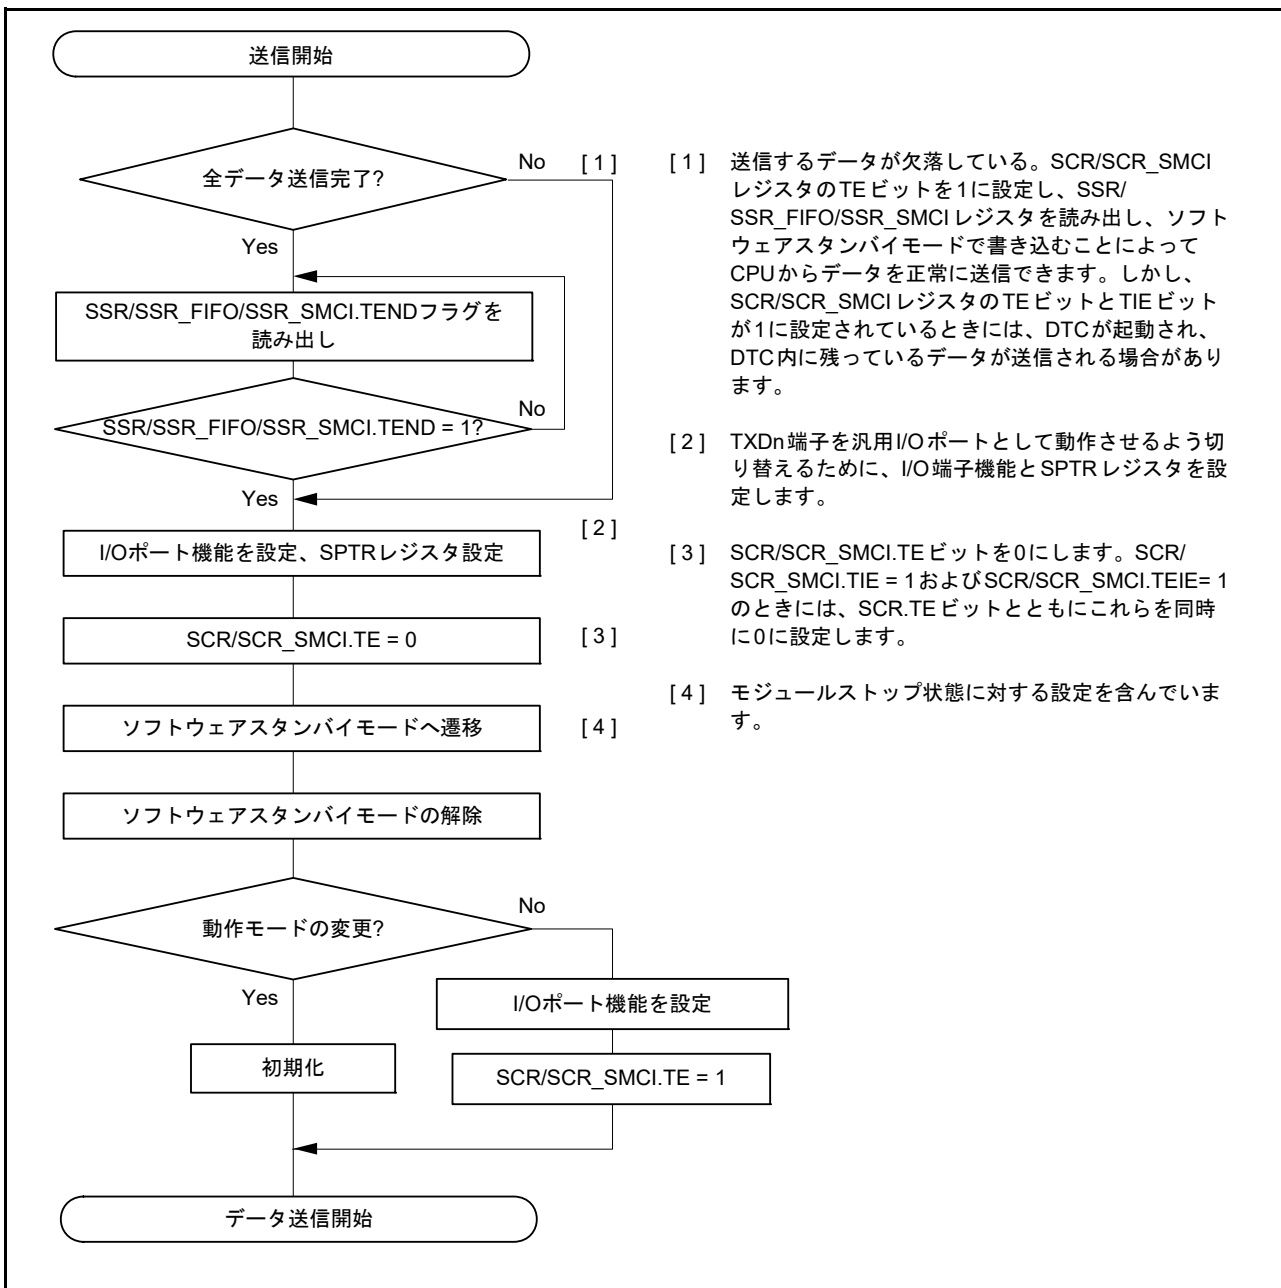 送信開始
全データ送信完了?
No
[ 1 ]
Yes
SSR/SSR_FIFO/SSR_SMCI.TENDフラグを
読み出し
SSR/SSR_FIFO/SSR_SMCI.TEND = 1?
No
Yes
[ 2 ]
I/Oポート機能を設定、SPTRレジスタ設定
SCR/SCR_SMCI.TE = 0
[ 3 ]
ソフトウェアスタンバイモードへ遷移
[ 4 ]
ソフトウェアスタンバイモードの解除
動作モードの変更?
No
Yes
I/Oポート機能を設定
初期化
SCR/SCR_SMCI.TE = 1
データ送信開始
[ 1 ] 送信するデータが欠落している。SCR/SCR_SMCI
レジスタのTEビットを1に設定し、SSR/
SSR_FIFO/SSR_SMCIレジスタを読み出し、ソフト
ウェアスタンバイモードで書き込むことによって
CPUからデータを正常に送信できます。しかし、
SCR/SCR_SMCIレジスタのTEビットとTIEビット
が1に設定されているときには、DTCが起動され、
DTC内に残っているデータが送信される場合があり
ます。
[ 2 ] TXDn端子を汎用I/Oポートとして動作させるよう切
り替えるために、I/O端子機能とSPTRレジスタを設
定します。
[ 3 ] SCR/SCR_SMCI.TEビットを0にします。SCR/
SCR_SMCI.TIE = 1およびSCR/SCR_SMCI.TEIE= 1
のときには、SCR.TEビットとともにこれらを同時
に0に設定します。
[ 4 ] モジュールストップ状態に対する設定を含んでいま
す。